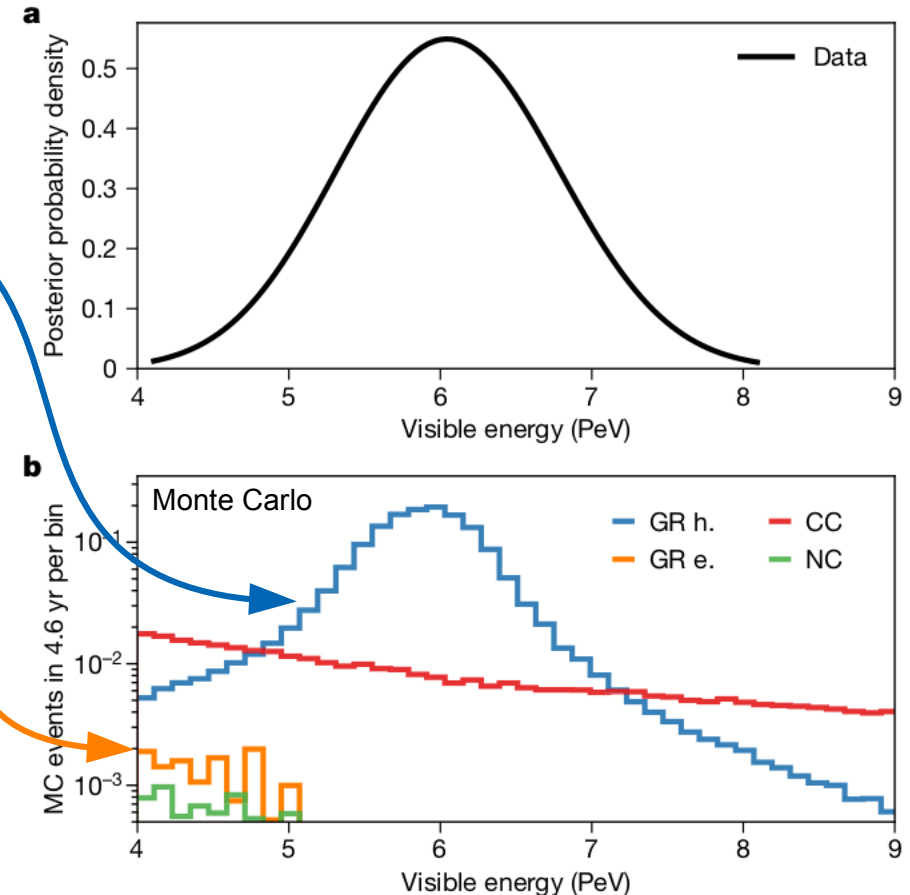 a
Posterior probability density
0.5
0.4
0.3
0.2
0.1
0
Data
4 5 6 7 8 9
Visible energy (PeV)
b
MC events in 4.6 yr per bin
10⁻¹
10⁻²
10⁻³
Monte Carlo
GR h. CC
GR e. NC
4 5 6 7 8 9
Visible energy (PeV)